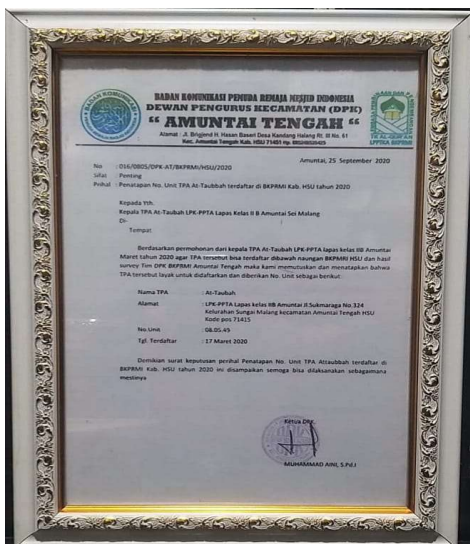 BADAN KOMUNIKASI PEMUDA REMAJA MESJID INDONESIA
DEWAN PENGURUS KECAMATAN (DPK)
“ AMUNTAI TENGAH “
Alamat : Jl. Brigjend H. Hasan Baseri Desa Kandang Halang Rt. III No. 61
Kec. Amuntai Tengah Kab. HSU 71451 Hp.
BADAN KOMUNIKASI
LPPTKA BKPRMI
Amuntai, 25 September 2020
No : 016/0805/DPK-AT/BKPRMI/HSU/2020
Sifat : Penting
Prihal : Penatapan No. Unit TPA At-Taubbah terdaftar di BKPRMI Kab. HSU tahun 2020
Kepada Yth.
Kepala TPA At-Taubah LPK-PPTA Lapas Kelas II B Amuntai Sei Malang
Di-
Tempat
Berdasarkan permohonan dari kepala TPA At-Taubah LPK-PPTA lapas kelas IIB Amuntai
Maret tahun 2020 agar TPA tersebut bisa terdaftar dibawah naungan BKPRMI HSU dan hasil
survey Tim DPK BKPRMI Amuntai Tengah maka kami memutuskan dan menatapkan bahwa
TPA tersebut layak untuk didaftarkan dan diberikan No. Unit sebagai berikut:
Nama TPA : At-Taubah
Alamat : LPK-PPTA Lapas kelas IIB Amuntai Jl.Sukmaraga No.324
Kelurahan Sungai Malang kecamatan Amuntai Tengah HSU
Kode pos 71415
No.Unit : 08.05.45
Tgl. Terdaftar : 17 Maret 2020
Demikian surat keputusan perihal Penatapan No. Unit TPA Attaubbah terdaftar di
BKPRMI Kab. HSU tahun 2020 ini disampaikan semoga bisa dilaksanakan sebagaimana
mestinya
Ketua DPK,
MUHAMMAD AINI, S.Pd.I